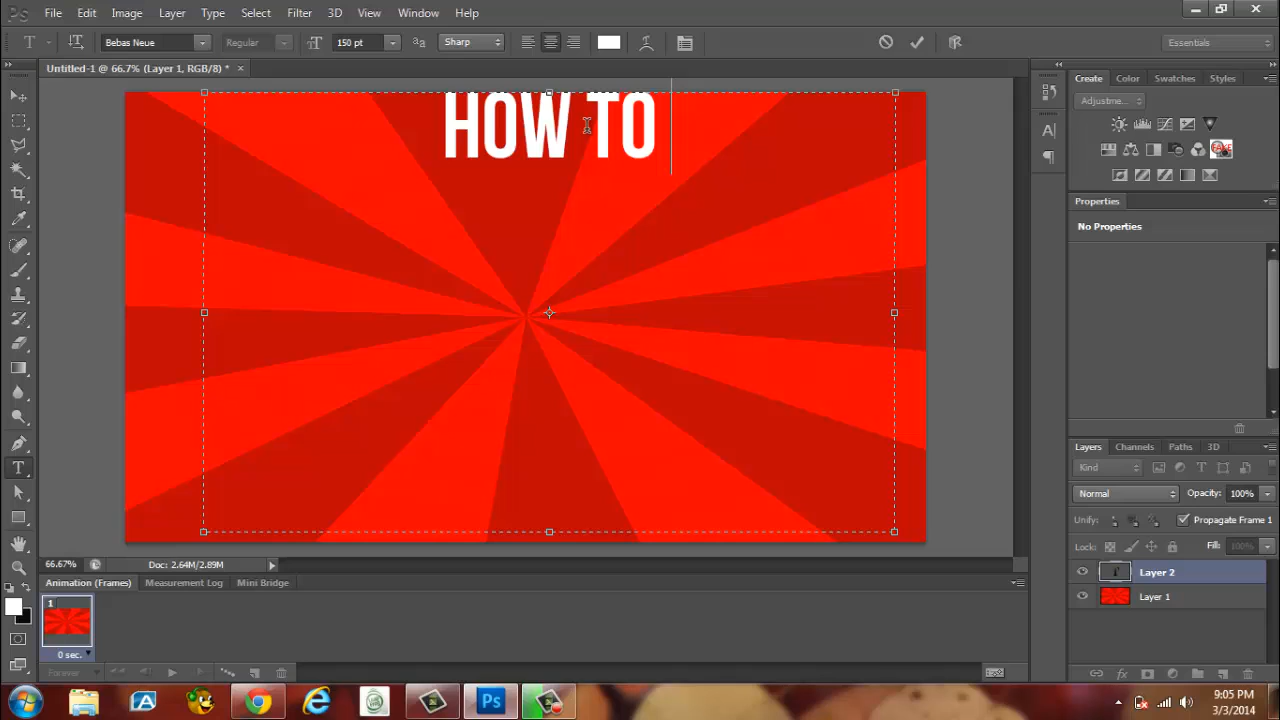 Ps File Edit Image Layer Type Select Filter 3D View Window Help
T Bebas Neue Regular 150 pt Sharp Essentials
Untitled-1 @ 66.7% (Layer 1, RGB/8) *
HOW TO
Create Color Swatches Styles
Adjustme...
Properties
No Properties
Layers Channels Paths 3D
Kind
Normal Opacity: 100%
Unify: Propagate Frame 1
Lock: Fill: 100%
Layer 2
Layer 1
66.67% Doc: 2.64M/2.89M
Animation (Frames) Measurement Log Mini Bridge
1
0 sec.
Forever
Ps
9:05 PM
3/3/2014